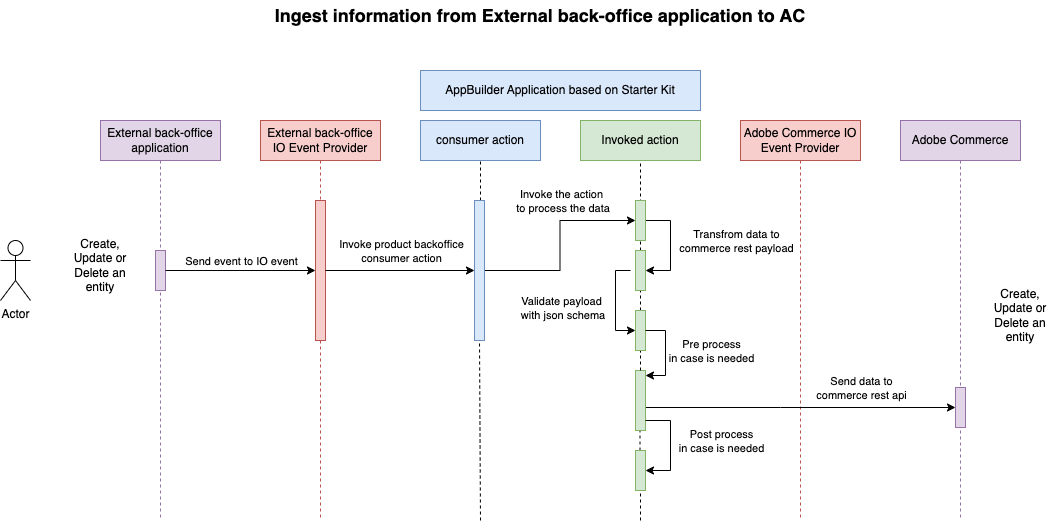 Ingest information from External back-office application to AC
AppBuilder Application based on Starter Kit
External back-office
application
External back-office
IO Event Provider
consumer action
Invoked action
Adobe Commerce IO
Event Provider
Adobe Commerce
Invoke the action
to process the data
Create,
Update or
Delete an
entity
Actor
Send event to IO event
Invoke product backoffice
consumer action
Transfrom data to
commerce rest payload
Validate payload
with json schema
Create,
Update or
Delete an
entity
Pre process
in case is needed
Send data to
commerce rest api
Post process
in case is needed